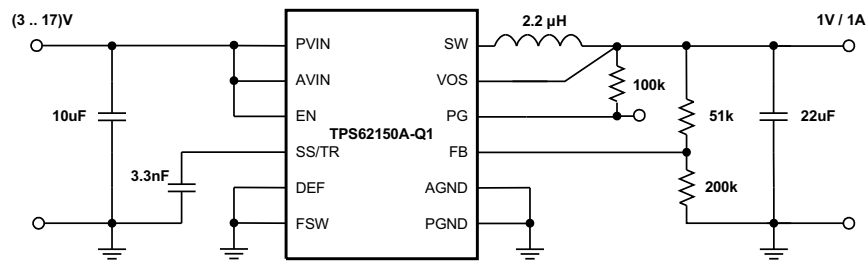 (3 .. 17)V
2.2 µH
1V / 1A
PVIN
SW
AVIN
VOS
100k
10uF
EN
PG
51k
22uF
TPS62150A-Q1
SS/TR
FB
3.3nF
DEF
AGND
200k
FSW
PGND